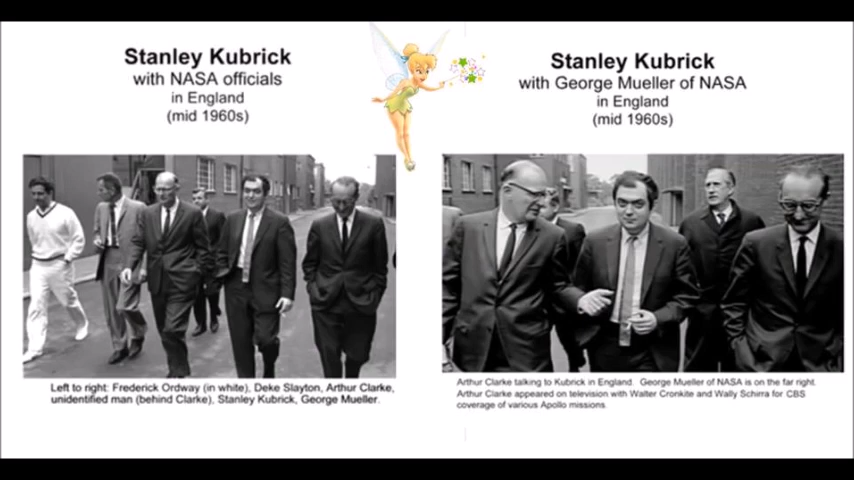 Stanley Kubrick
with NASA officials
in England
(mid 1960s)
Left to right: Frederick Ordway (in white), Deke Slayton, Arthur Clarke,
unidentified man (behind Clarke), Stanley Kubrick, George Mueller.
Stanley Kubrick
with George Mueller of NASA
in England
(mid 1960s)
Arthur Clarke talking to Kubrick in England. George Mueller of NASA is on the far right.
Arthur Clarke appeared on television with Walter Cronkite and Wally Schirra for CBS
coverage of various Apollo missions.